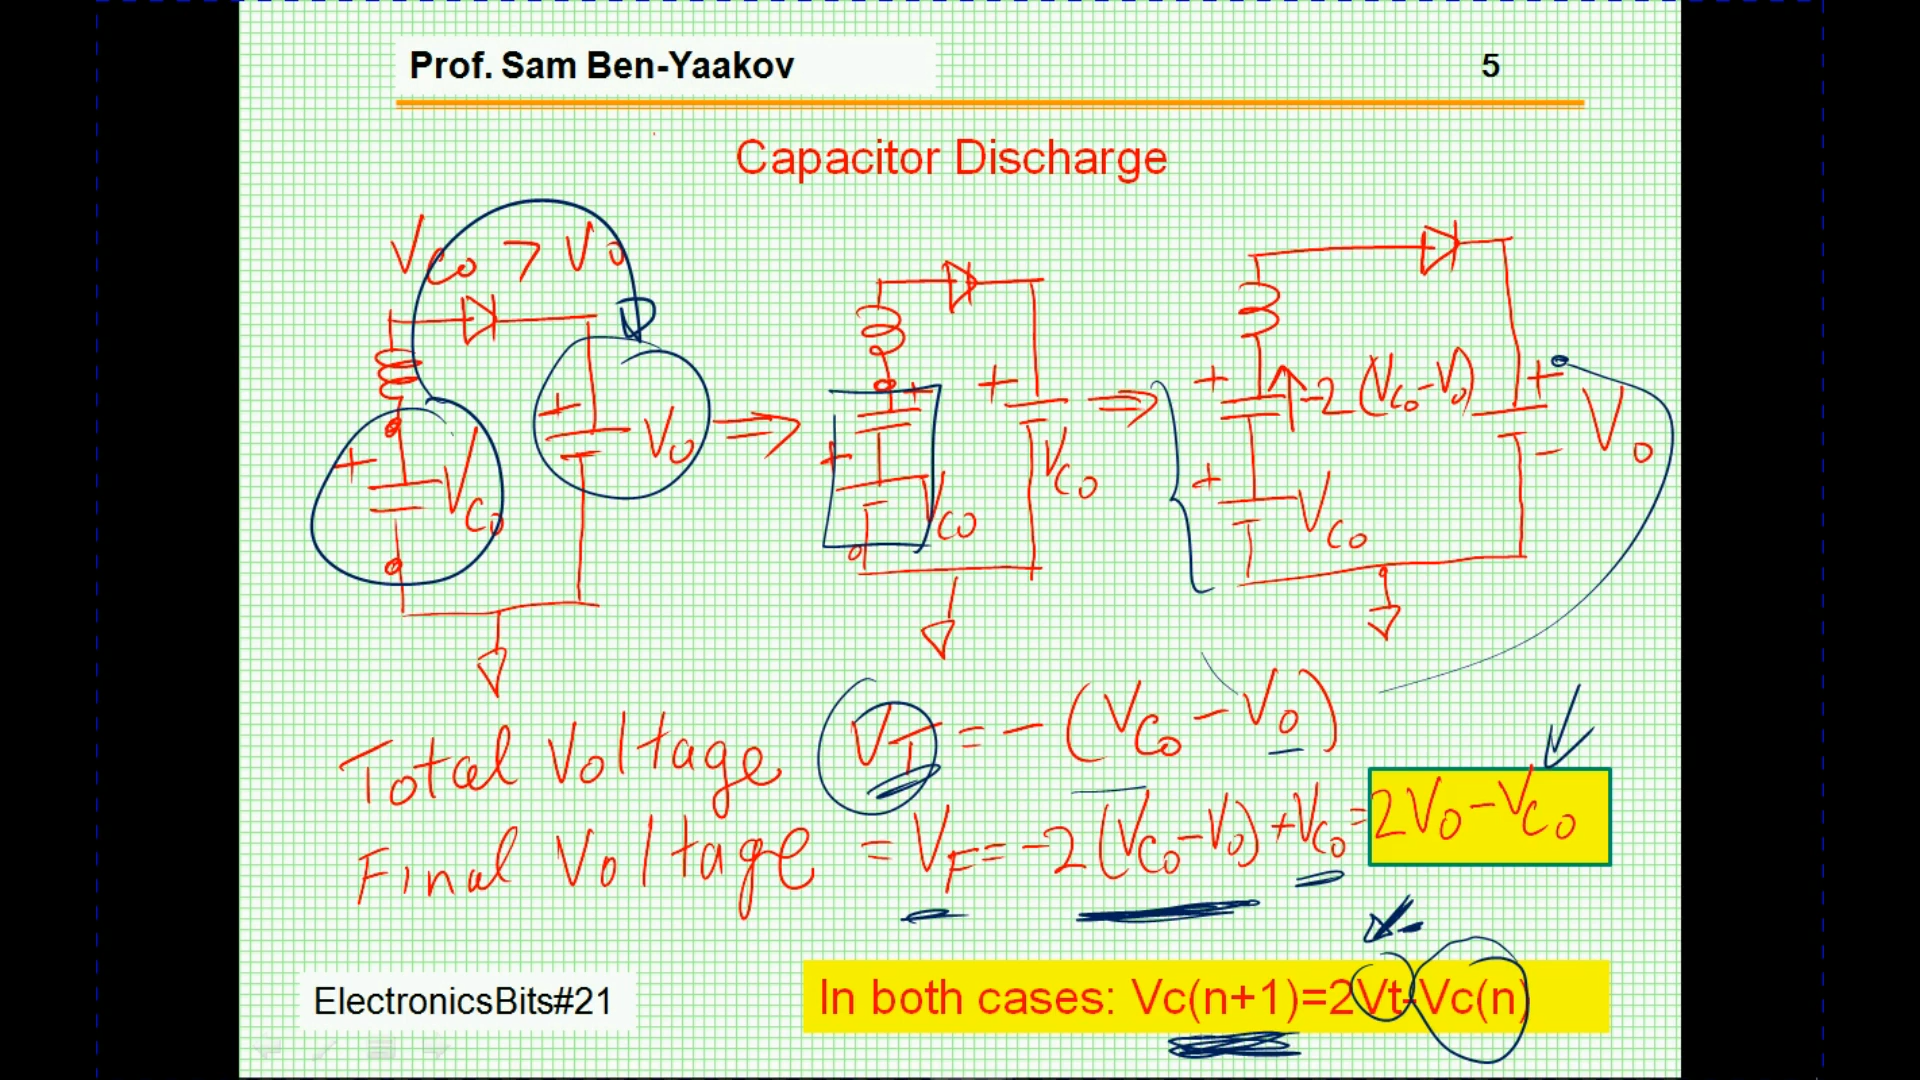 Prof. Sam Ben-Yaakov
5
Capacitor Discharge
Vco > Vo
+ Vco
+ Vo
⇒
+
+ Vco
+ Vco
⇒
+ -2(Vco-Vo)
+ Vco
+ - Vo
Total Voltage VT = -(Vco - Vo)
Final Voltage = VF = -2(Vco-Vo)+Vco = 2Vo-Vco
ElectronicsBits#21
In both cases: Vc(n+1)=2Vt-Vc(n)